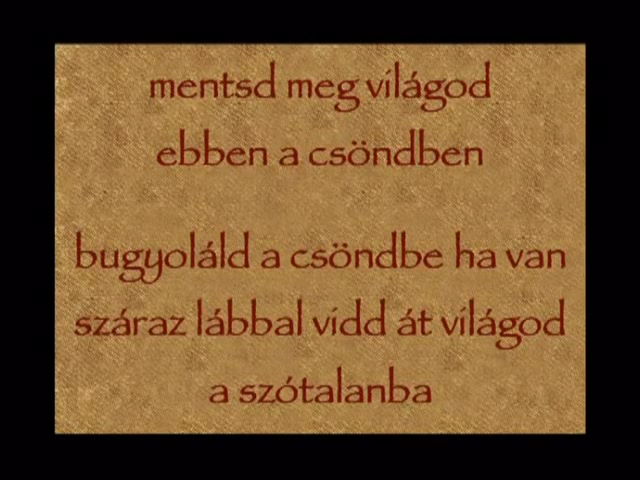 mentsd meg világod
ebben a csöndben
bugyoláld a csöndbe ha van
száraz lábbal vidd át világod
a szótalanba